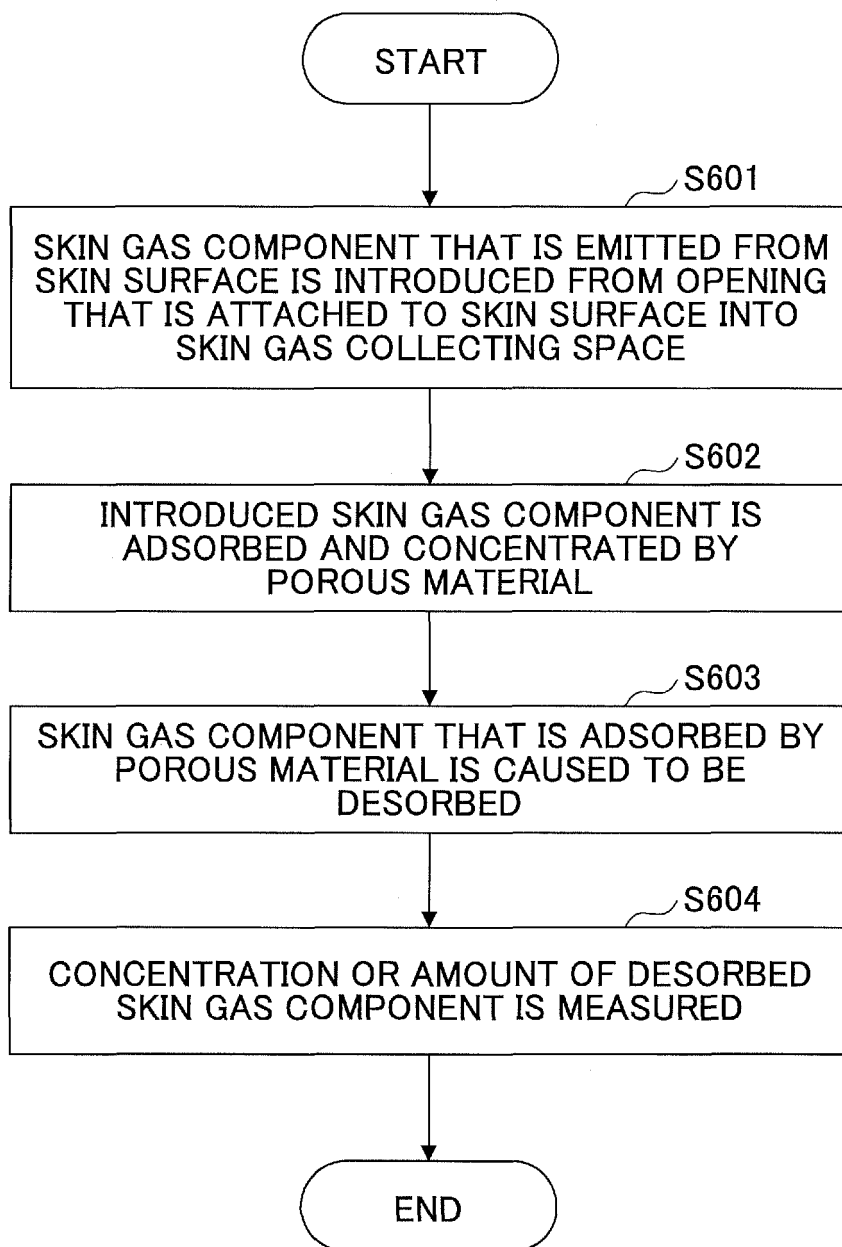 START
S601
SKIN GAS COMPONENT THAT IS EMITTED FROM
SKIN SURFACE IS INTRODUCED FROM OPENING
THAT IS ATTACHED TO SKIN SURFACE INTO
SKIN GAS COLLECTING SPACE
S602
INTRODUCED SKIN GAS COMPONENT IS
ADSORBED AND CONCENTRATED BY
POROUS MATERIAL
S603
SKIN GAS COMPONENT THAT IS ADSORBED BY
POROUS MATERIAL IS CAUSED TO BE
DESORBED
S604
CONCENTRATION OR AMOUNT OF DESORBED
SKIN GAS COMPONENT IS MEASURED
END